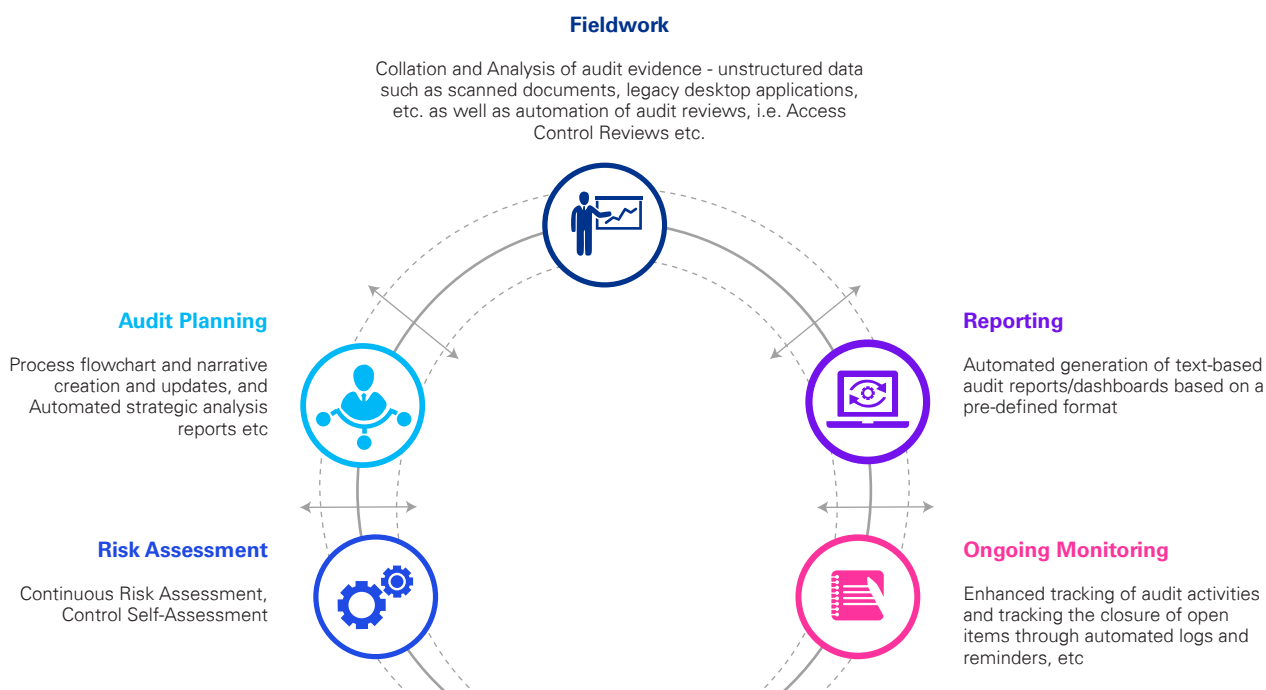 Fieldwork
Collation and Analysis of audit evidence - unstructured data
such as scanned documents, legacy desktop applications,
etc. as well as automation of audit reviews, i.e. Access
Control Reviews etc.
Audit Planning
Process flowchart and narrative
creation and updates, and
Automated strategic analysis
reports etc
Reporting
Automated generation of text-based
audit reports/dashboards based on a
pre-defined format
Risk Assessment
Continuous Risk Assessment,
Control Self-Assessment
Ongoing Monitoring
Enhanced tracking of audit activities
and tracking the closure of open
items through automated logs and
reminders, etc